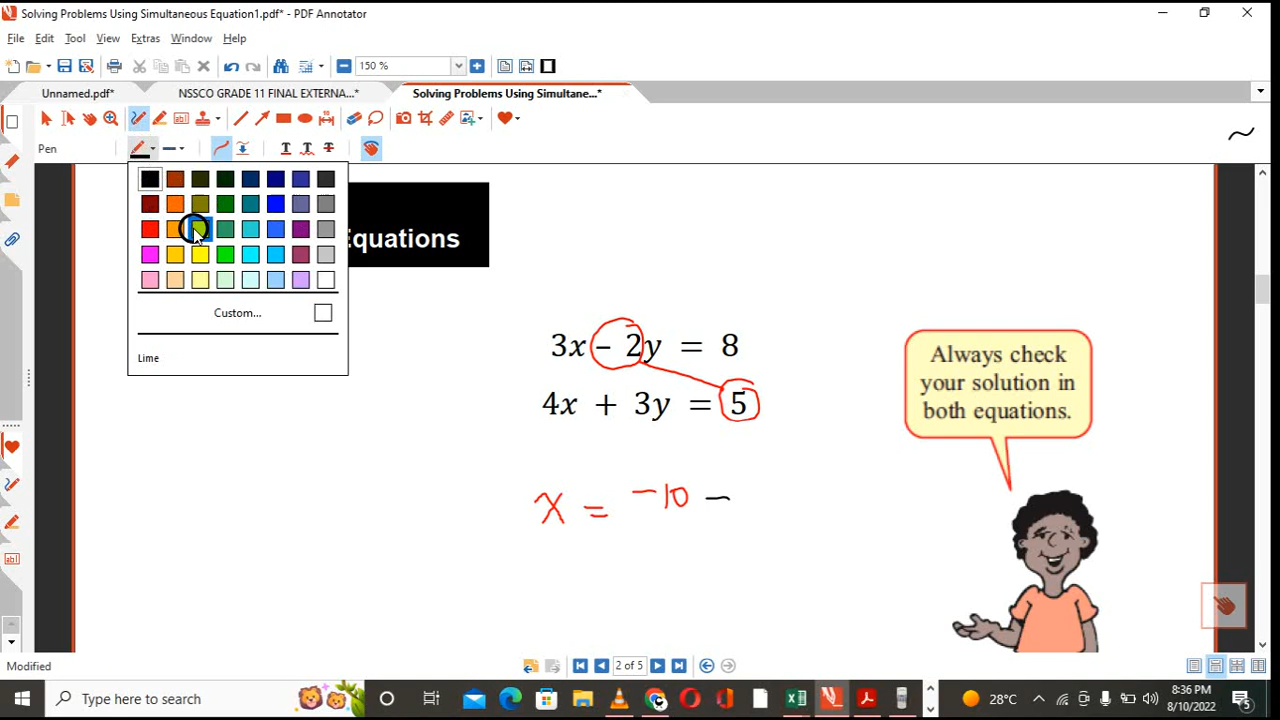 Solving Problems Using Simultaneous Equation1.pdf* - PDF Annotator
File Edit Tool View Extras Window Help
150 %
Unnamed.pdf* NSSCO GRADE 11 FINAL EXTERNA...* Solving Problems Using Simultane...*
Pen
Equations
Custom...
Lime
3x – 2y = 8
4x + 3y = 5
Always check
your solution in
both equations.
x = -10 -
2 of 5
Modified
Type here to search
28°C
8:36 PM
8/10/2022
5